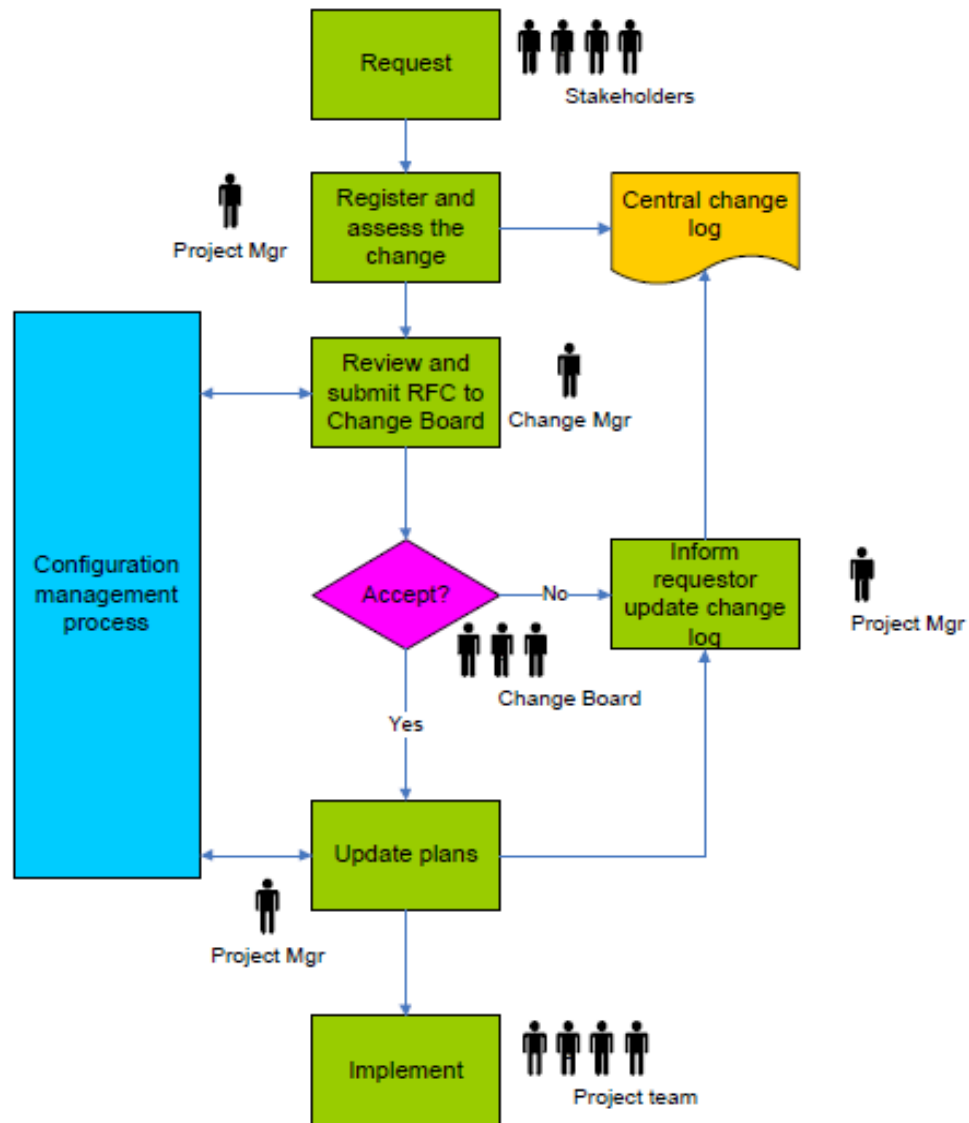 Request
Stakeholders
Register and
assess the
change
Project Mgr
Central change
log
Review and
submit RFC to
Change Board
Change Mgr
Configuration
management
process
Accept?
No
Inform
requestor
update change
log
Project Mgr
Change Board
Yes
Update plans
Project Mgr
Implement
Project team